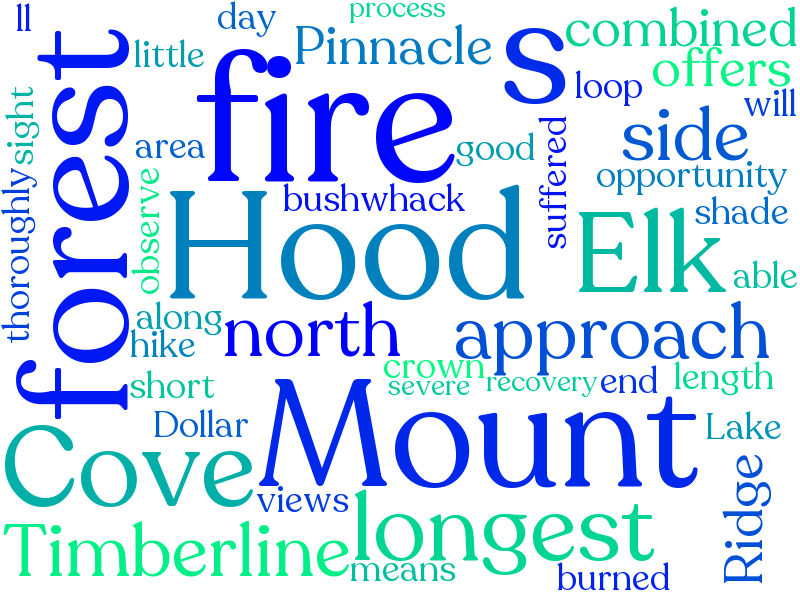 ll
day
process
little
Pinnacle
s
combined
offers
loop
will
forest
fire
sight
area
good
suffered
side
opportunity
bushwhack
shade
thoroughly
observe
Hood
Elk
able
along
hike
north
approach
crown
short
severe
recovery
end
length
Dollar
Mount
Lake
Cove
views
longest
Ridge
Timberline
means
burned